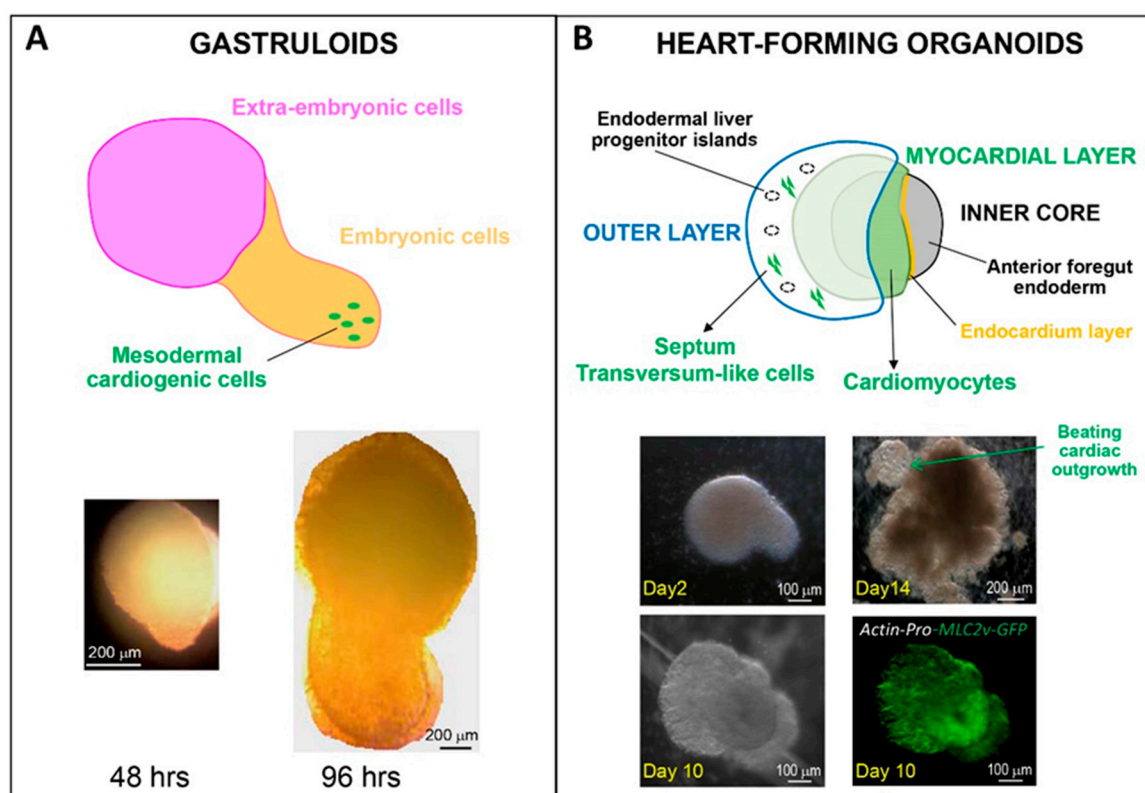 A
GASTRULOIDS
Extra-embryonic cells
Embryonic cells
Mesodermal
cardiogenic cells
200 µm
48 hrs
200 µm
96 hrs
B
HEART-FORMING ORGANOIDS
Endodermal liver
progenitor islands
MYOCARDIAL LAYER
OUTER LAYER
INNER CORE
Anterior foregut
endoderm
Endocardium layer
Septum
Transversum-like cells
Cardiomyocytes
Beating
cardiac
outgrowth
Day2
100 µm
Day14
200 µm
Day 10
100 µm
Actin-Pro-MLC2v-GFP
Day 10
100 µm